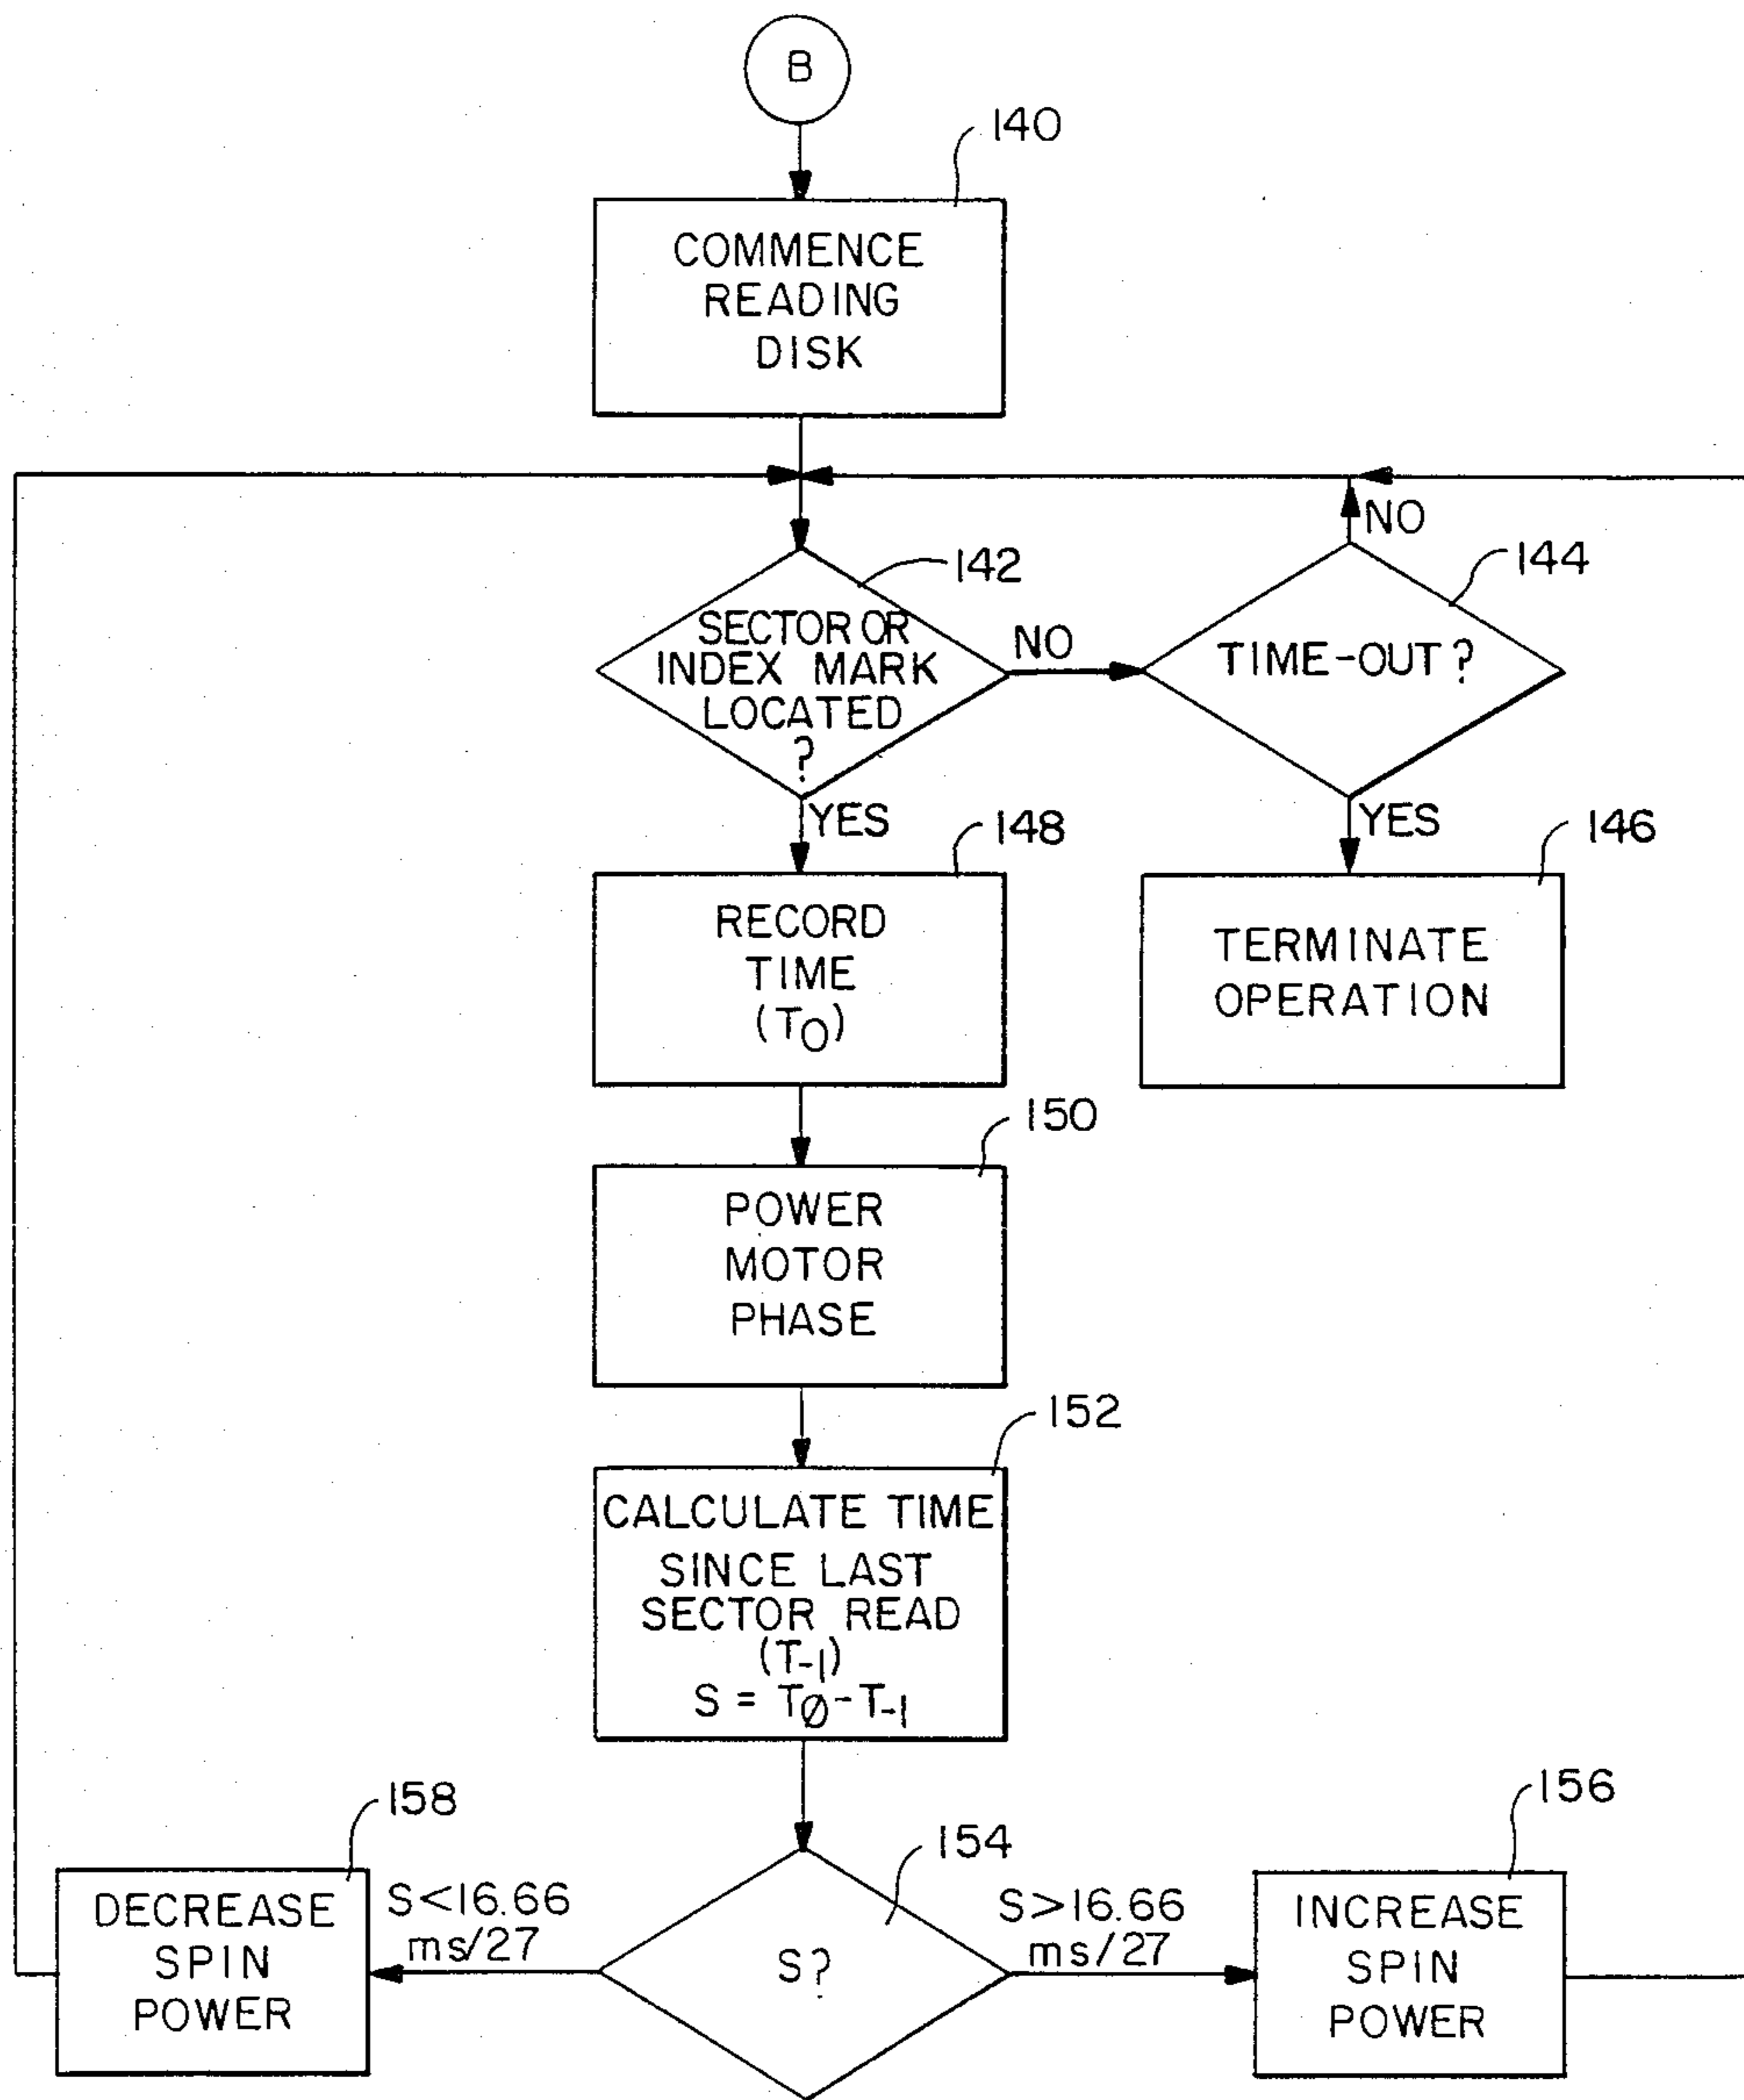 B
140
COMMENCE
READING
DISK
NO
142
144
SECTOR OR
INDEX MARK
LOCATED
?
NO
TIME-OUT?
YES
148
YES
146
RECORD
TIME
(T0)
TERMINATE
OPERATION
150
POWER
MOTOR
PHASE
152
CALCULATE TIME
SINCE LAST
SECTOR READ
(T-1)
S = TØ-T-1
158
154
156
DECREASE
SPIN
POWER
S<16.66
ms/27
S?
S>16.66
ms/27
INCREASE
SPIN
POWER